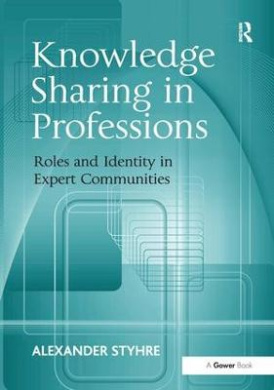 R
Knowledge
Sharing in
Professions
Roles and Identity in
Expert Communities
ALEXANDER STYHRE
A Gower Book